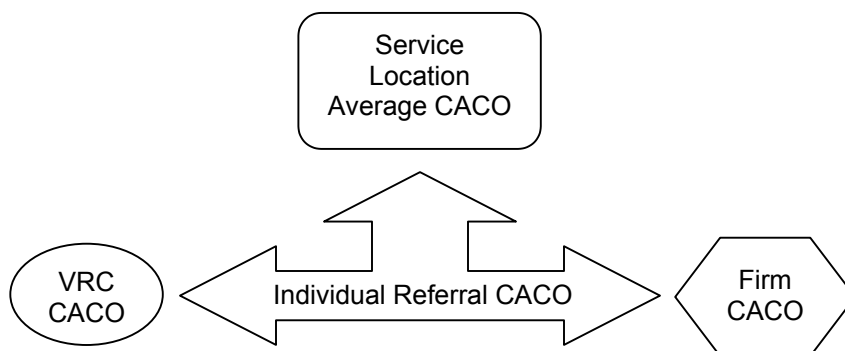 Service
Location
Average CACO
VRC
CACO
Individual Referral CACO
Firm
CACO